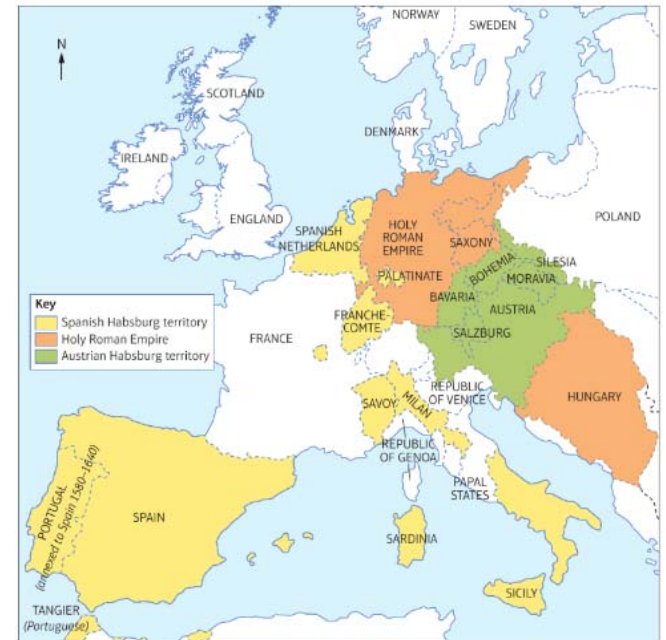 NORWAY
SWEDEN
N
SCOTLAND
DENMARK
IRELAND
ENGLAND
POLAND
SPANISH
NETHERLANDS
HOLY
ROMAN
EMPIRE
SAXONY
PALATINATE
BOHEMIA
SILESIA
MORAVIA
BAVARIA
AUSTRIA
SALZBURG
Key
Spanish Habsburg territory
Holy Roman Empire
Austrian Habsburg territory
FRANCHE-
COMTE
FRANCE
SAVOY
MILAN
REPUBLIC
OF VENICE
HUNGARY
REPUBLIC
OF GENOA
PAPAL
STATES
PORTUGAL
(annexed to Spain 1580–1640)
SPAIN
SARDINIA
SICILY
TANGIER
(Portuguese)